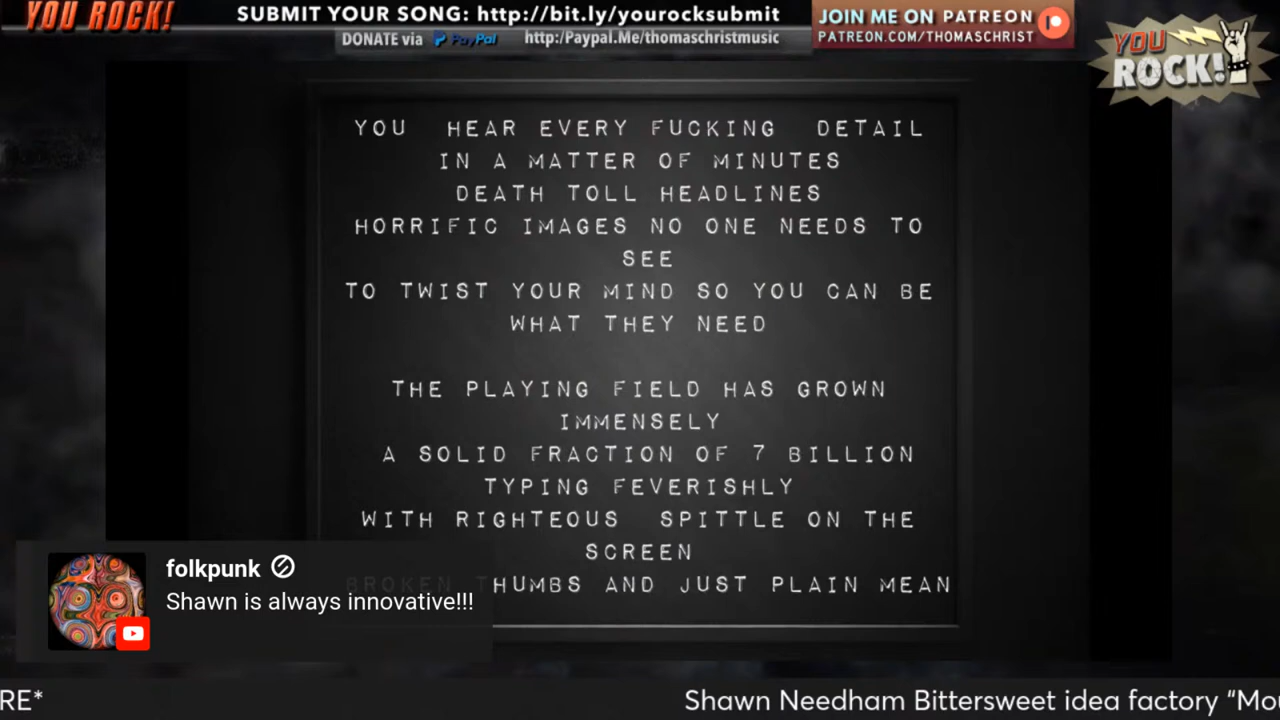 YOU ROCK!
SUBMIT YOUR SONG: http://bit.ly/yourocksubmit
DONATE via PayPal http:/Paypal.Me/thomaschristmusic
JOIN ME ON PATREON
PATREON.COM/THOMASCHRIST
YOU
ROCK!
YOU HEAR EVERY FUCKING DETAIL
IN A MATTER OF MINUTES
DEATH TOLL HEADLINES
HORRIFIC IMAGES NO ONE NEEDS TO
SEE
TO TWIST YOUR MIND SO YOU CAN BE
WHAT THEY NEED
THE PLAYING FIELD HAS GROWN
IMMENSELY
A SOLID FRACTION OF 7 BILLION
TYPING FEVERISHLY
WITH RIGHTEOUS SPITTLE ON THE
SCREEN
BROKEN THUMBS AND JUST PLAIN MEAN
folkpunk
Shawn is always innovative!!!
RE* Shawn Needham Bittersweet idea factory “Mo